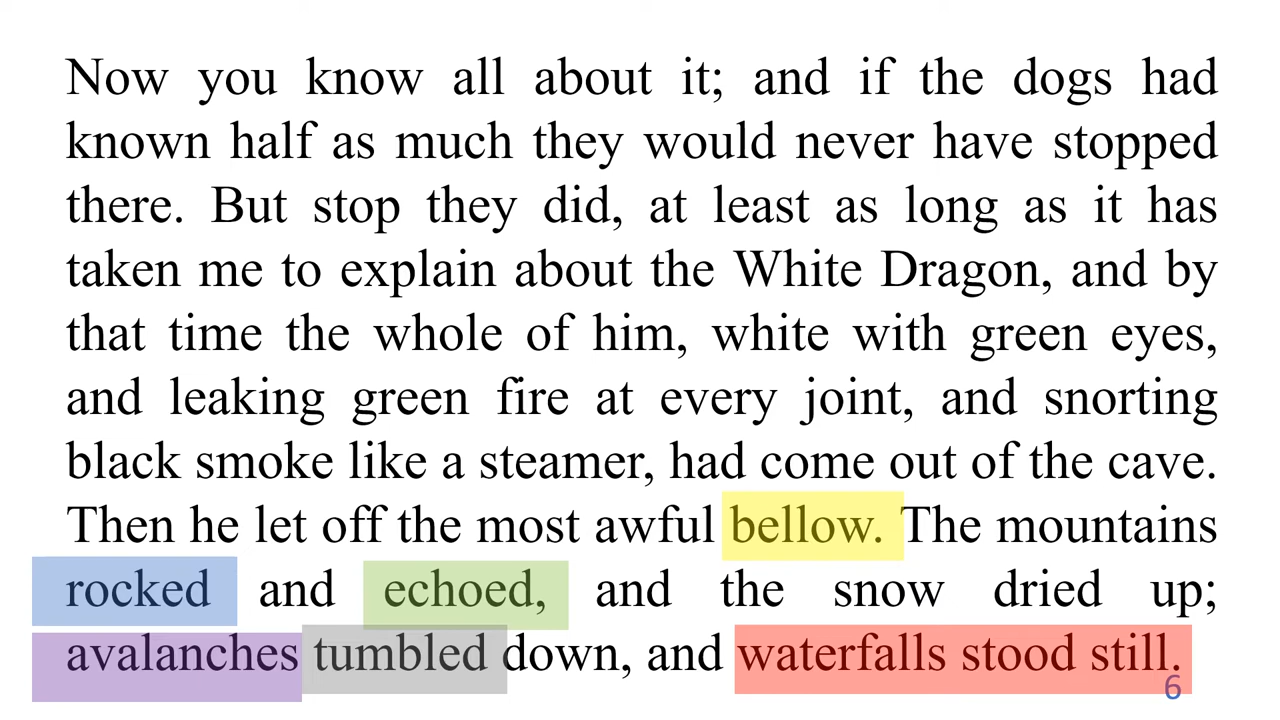 Now you know all about it; and if the dogs had
known half as much they would never have stopped
there. But stop they did, at least as long as it has
taken me to explain about the White Dragon, and by
that time the whole of him, white with green eyes,
and leaking green fire at every joint, and snorting
black smoke like a steamer, had come out of the cave.
Then he let off the most awful bellow. The mountains
rocked and echoed, and the snow dried up;
avalanches tumbled down, and waterfalls stood still.
6